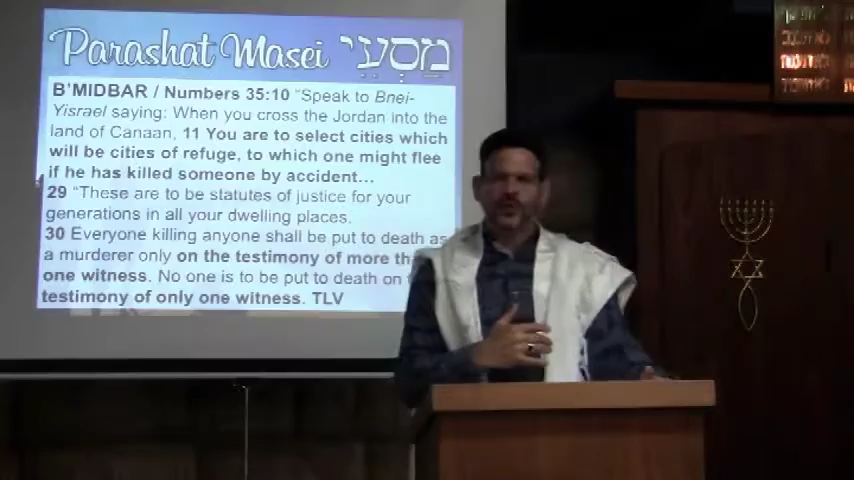 Parashat Masei מַסְעֵי
B'MIDBAR / Numbers 35:10 "Speak to Bnei-
Yisrael saying: When you cross the Jordan into the
land of Canaan, 11 You are to select cities which
will be cities of refuge, to which one might flee
if he has killed someone by accident...
29 "These are to be statutes of justice for your
generations in all your dwelling places.
30 Everyone killing anyone shall be put to death as
a murderer only on the testimony of more
one witness. No one is to be put to death on
testimony of only one witness. TLV